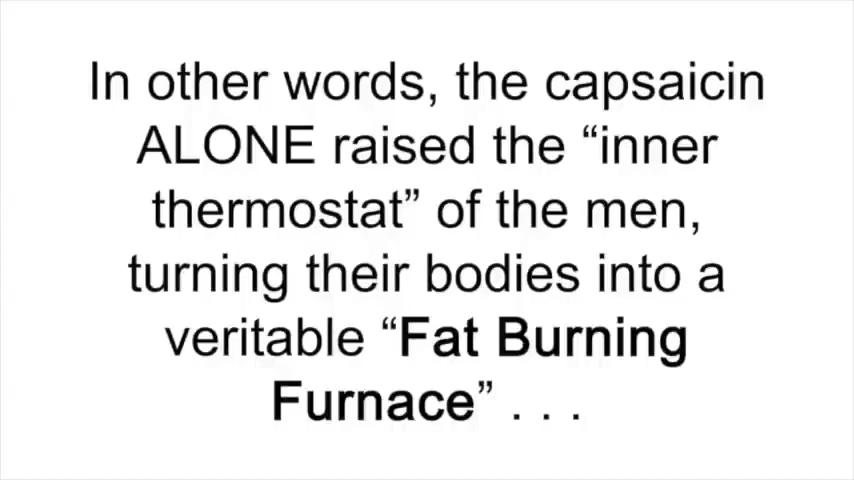 In other words, the capsaicin
ALONE raised the “inner
thermostat” of the men,
turning their bodies into a
veritable “Fat Burning
Furnace” . . .